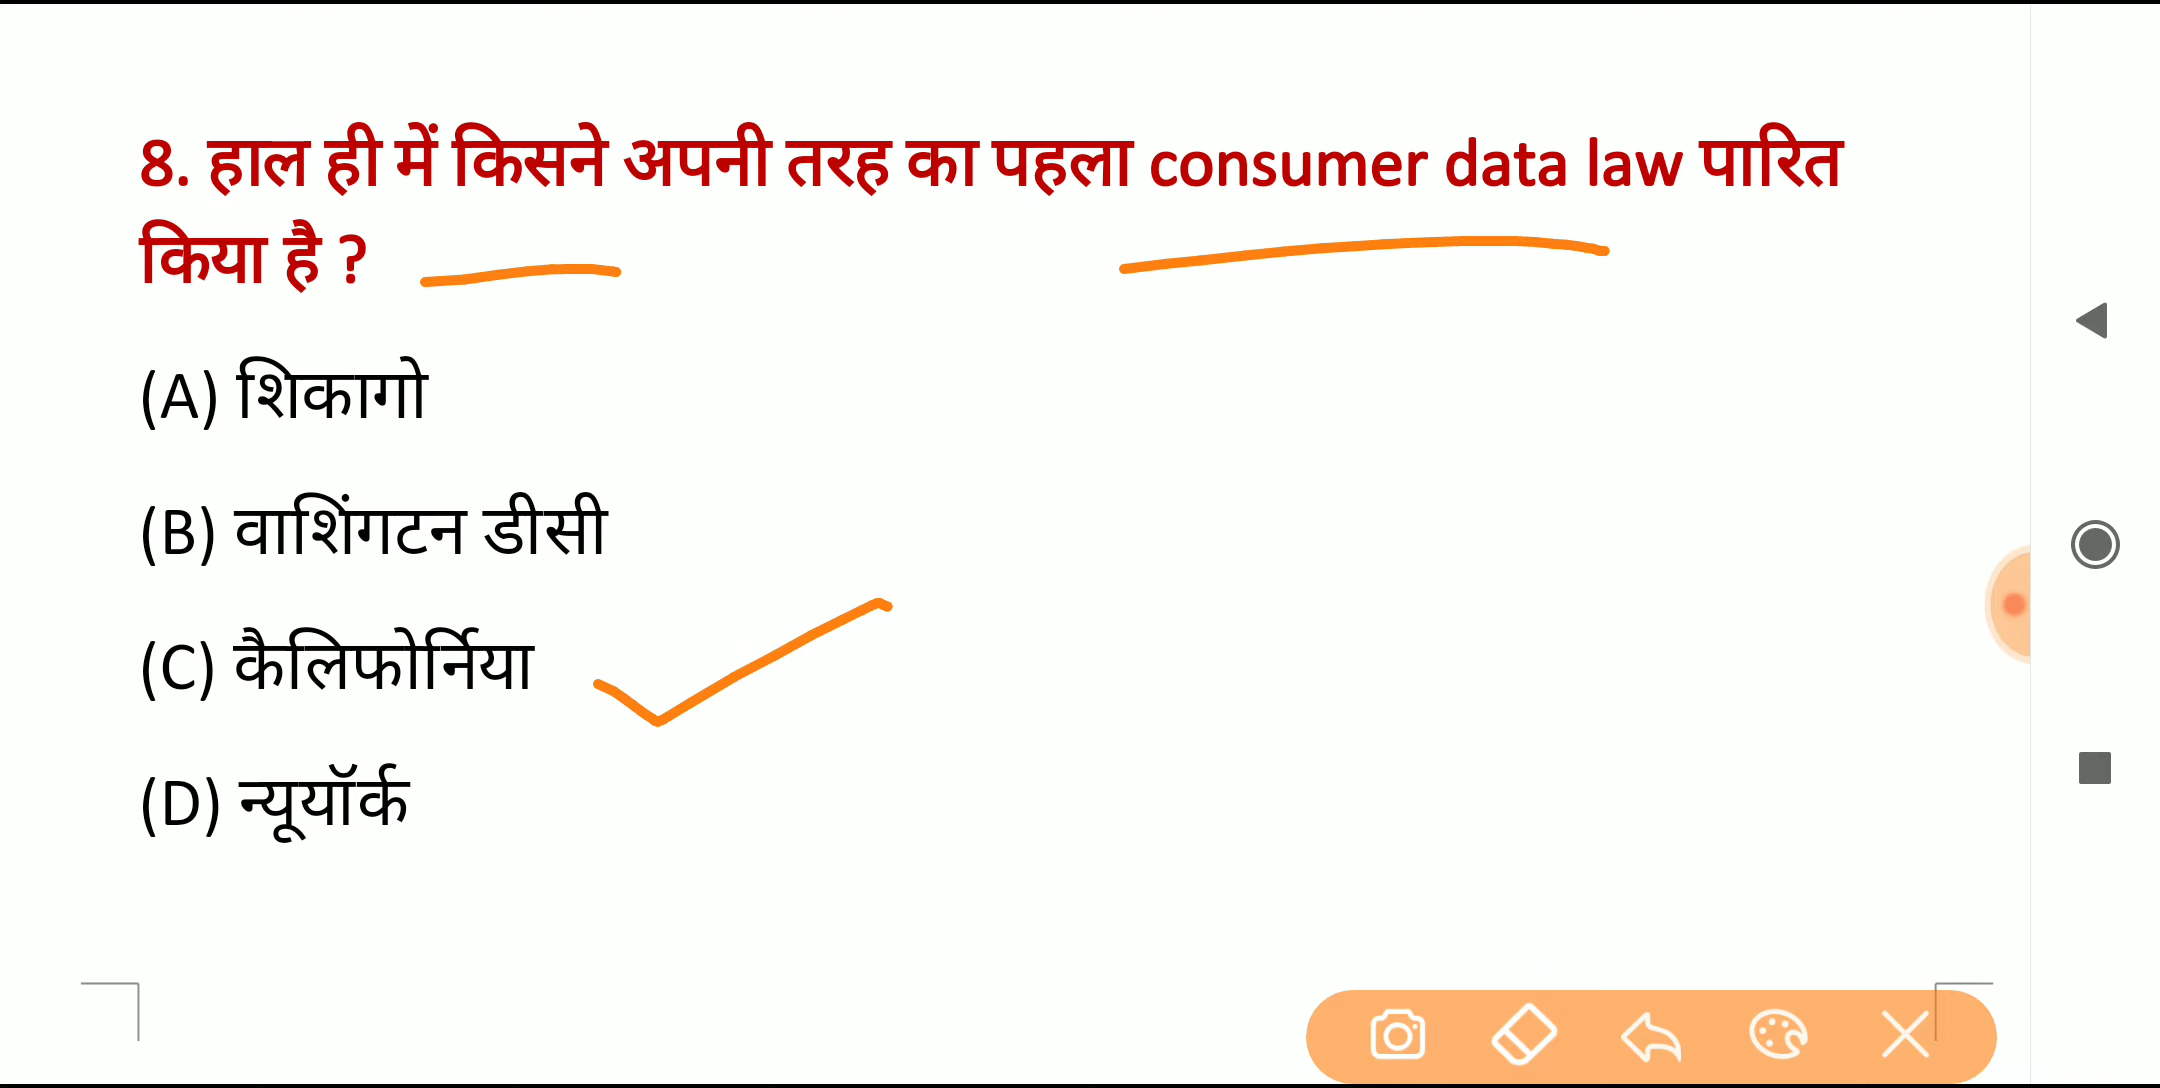 8. हाल ही में किसने अपनी तरह का पहला consumer data law पारित
किया है ?
(A) शिकागो
(B) वाशिंगटन डीसी
(C) कैलिफोर्निया
(D) न्यूयॉर्क